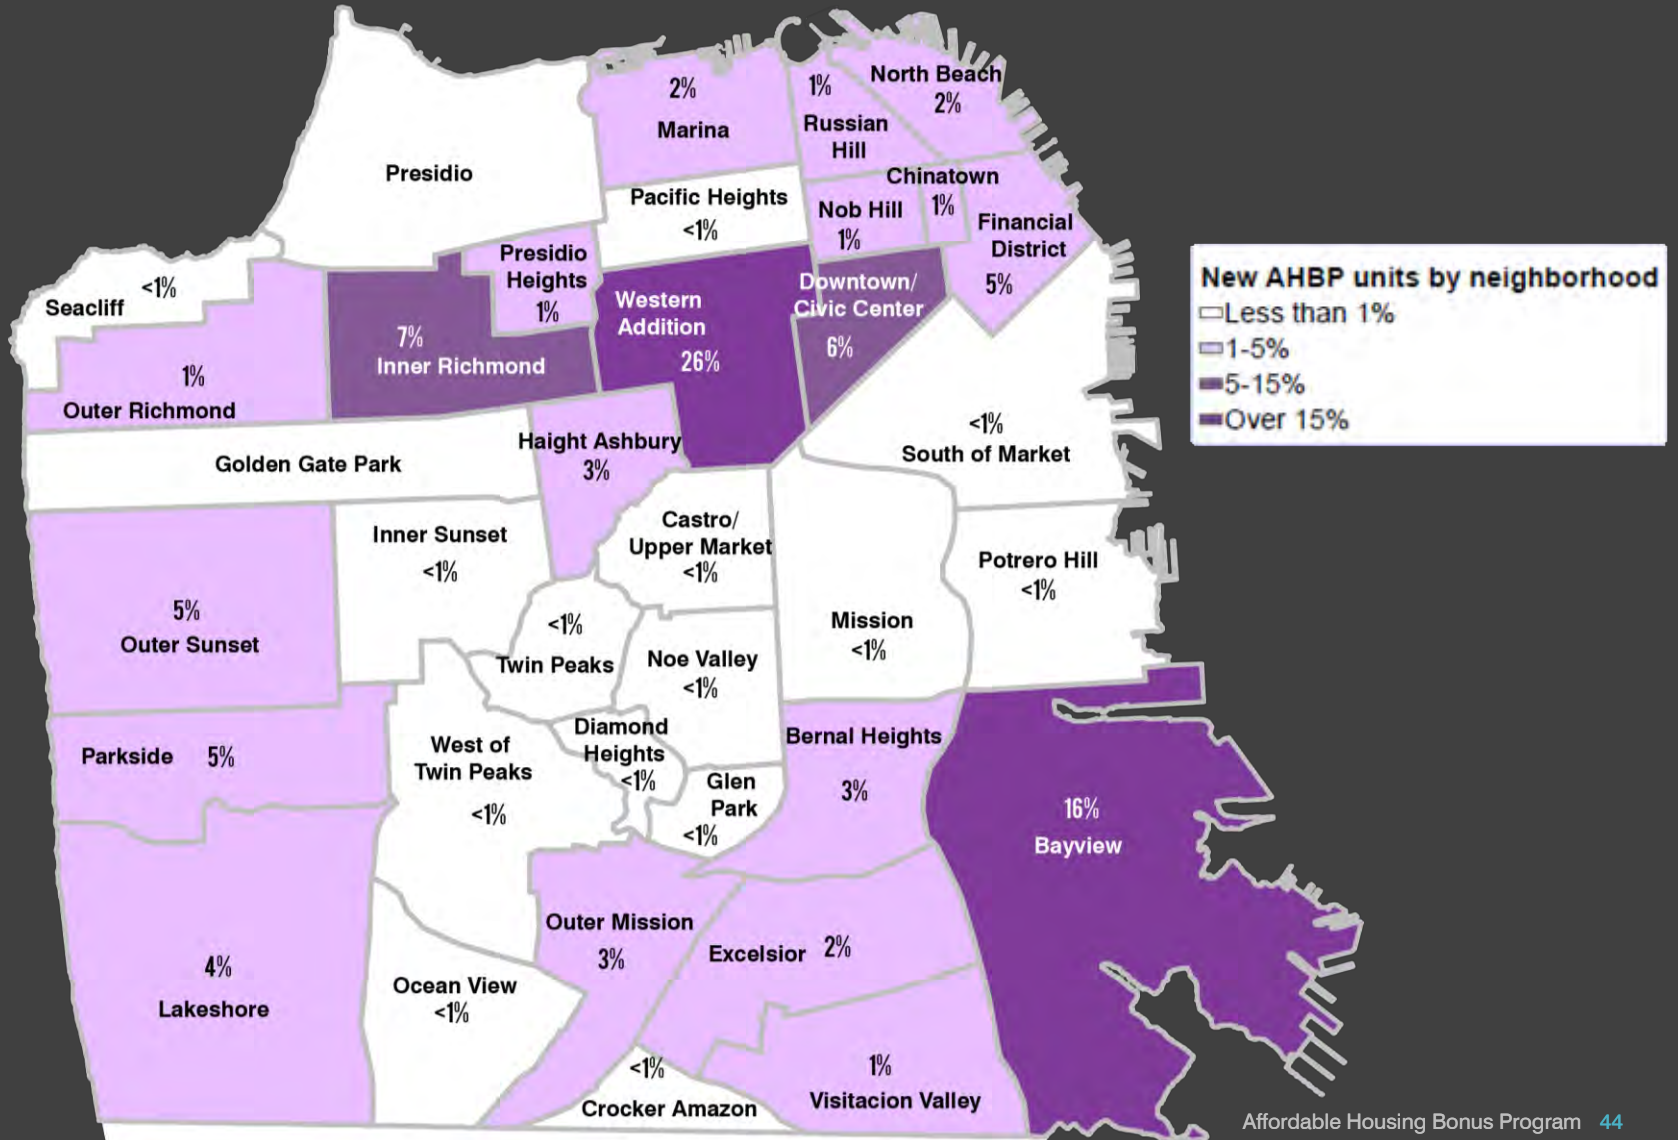 2%
Marina
1%
Russian
Hill
North Beach
2%
Presidio
Pacific Heights
<1%
Chinatown
1%
Nob Hill
1%
Financial
District
5%
Presidio
Heights
1%
<1%
Seacliff
Western
Addition
26%
Downtown/
Civic Center
6%
7%
Inner Richmond
1%
Outer Richmond
<1%
South of Market
Golden Gate Park
Haight Ashbury
3%
Inner Sunset
<1%
Castro/
Upper Market
<1%
Potrero Hill
<1%
5%
Outer Sunset
<1%
Twin Peaks
Noe Valley
<1%
Mission
<1%
Parkside 5%
West of
Twin Peaks
<1%
Diamond
Heights
<1%
Glen
Park
<1%
Bernal Heights
3%
16%
Bayview
4%
Lakeshore
Ocean View
<1%
Outer Mission
3%
Excelsior 2%
<1%
Crocker Amazon
1%
Visitacion Valley
New AHBP units by neighborhood
Less than 1%
1-5%
5-15%
Over 15%
Affordable Housing Bonus Program 44